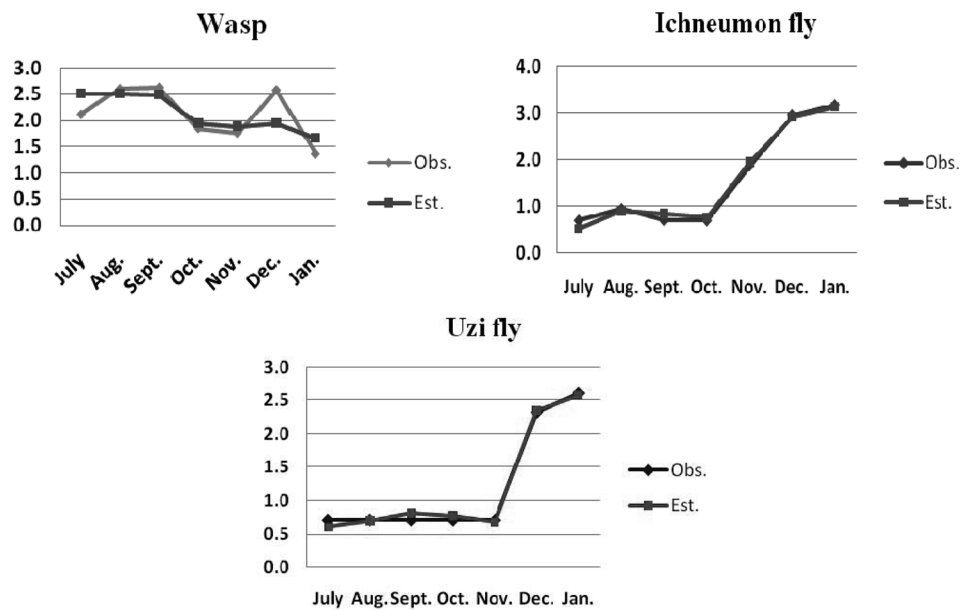 Wasp
3.0
2.5
2.0
1.5
1.0
0.5
0.0
July Aug. Sept. Oct. Nov. Dec. Jan.
Obs.
Est.
Ichneumon fly
4.0
3.0
2.0
1.0
0.0
July Aug. Sept. Oct. Nov. Dec. Jan.
Obs.
Est.
Uzi fly
3.0
2.5
2.0
1.5
1.0
0.5
0.0
July Aug. Sept. Oct. Nov. Dec. Jan.
Obs.
Est.